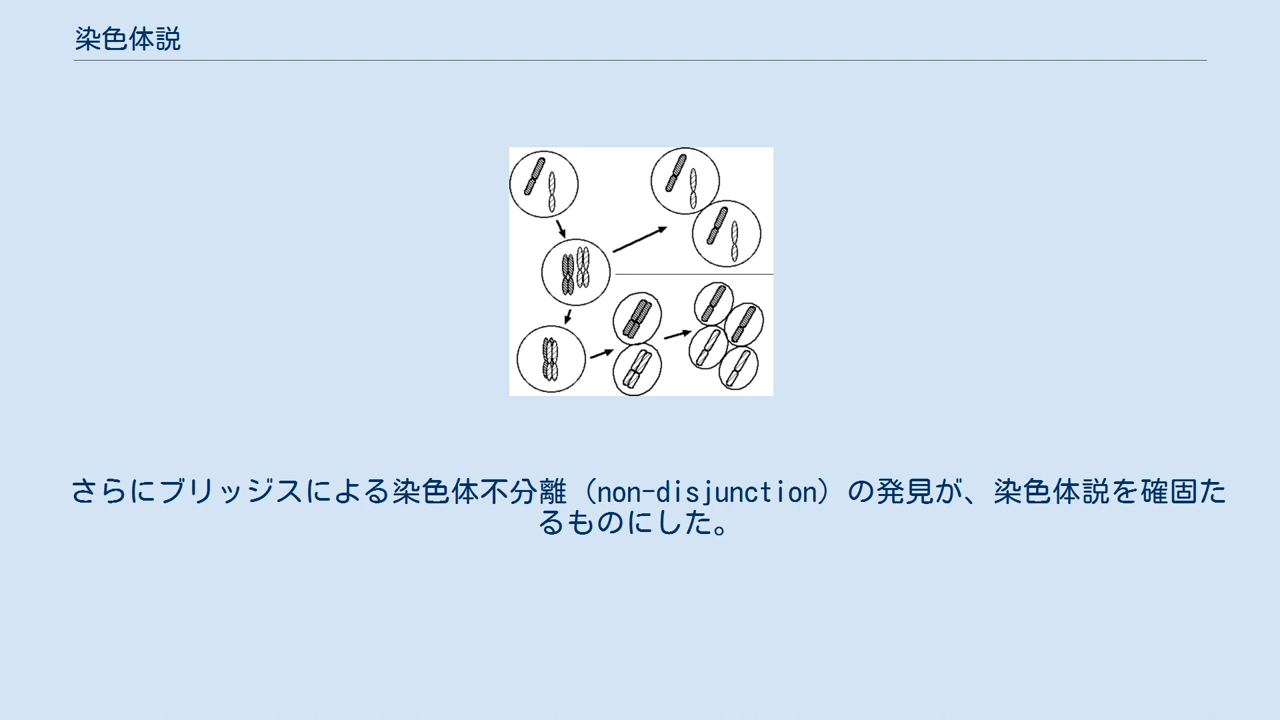 染色体説
さらにブリッジスによる染色体不分離（non-disjunction）の発見が、染色体説を確固た
るものにした。